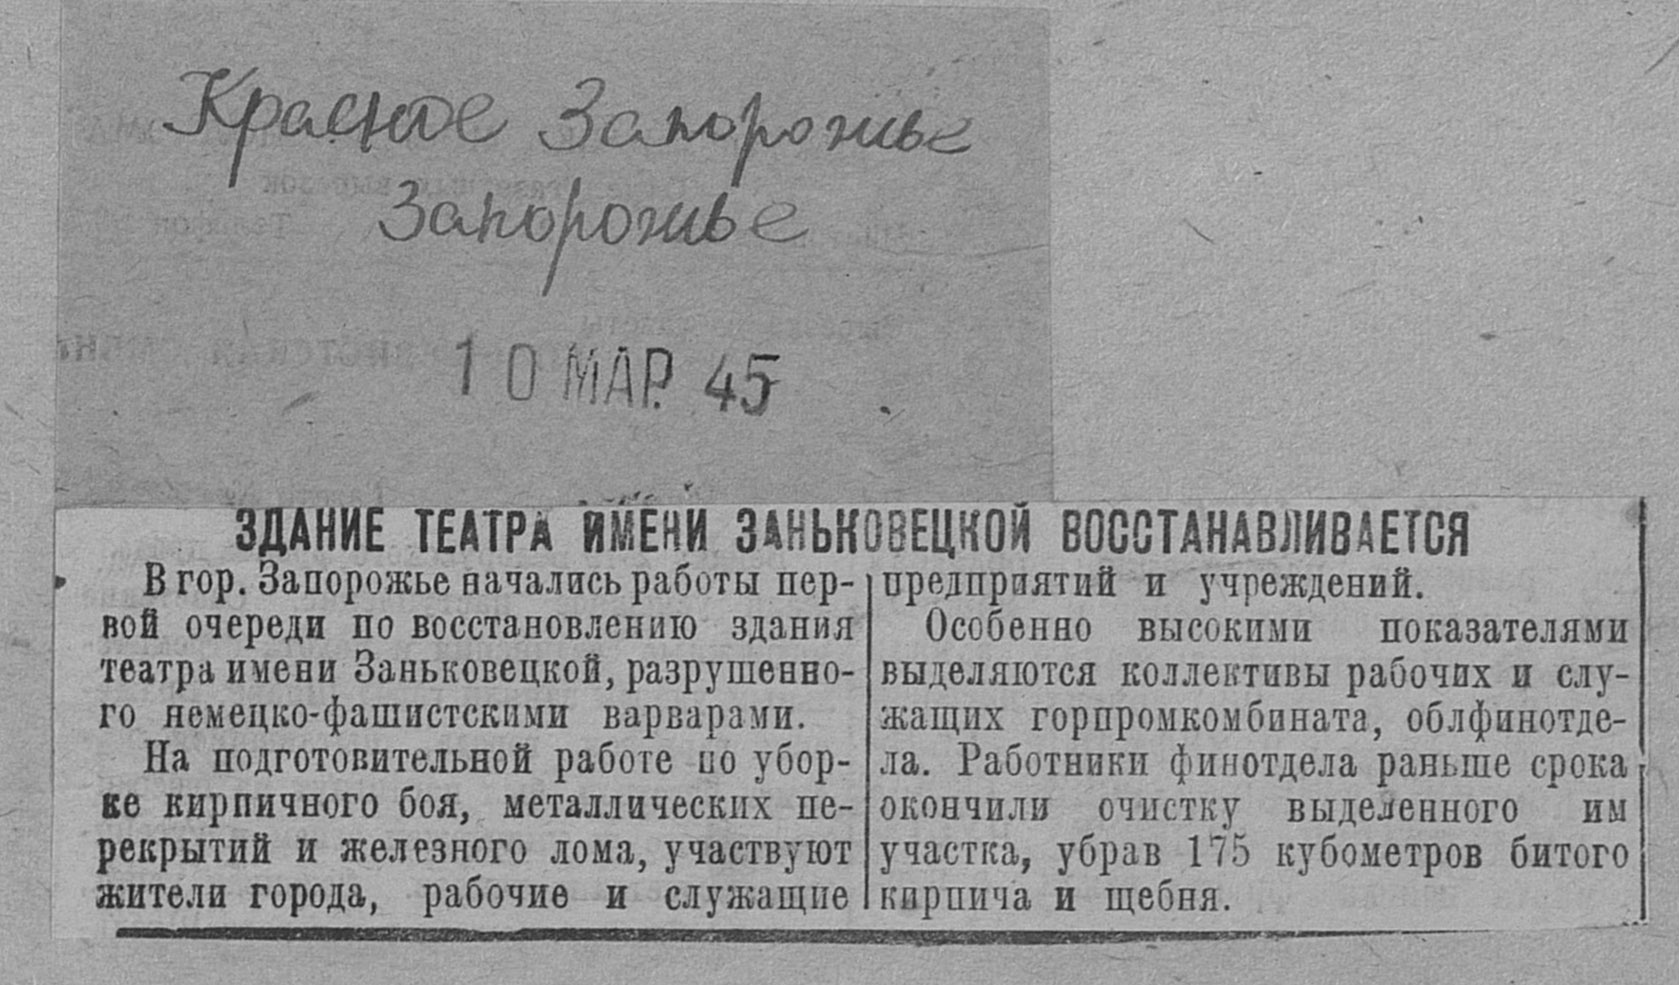 Красное Запорожье
Запорожье
10 МАР. 45
ЗДАНИЕ ТЕАТРА ИМЕНИ ЗАНЬКОВЕЦКОЙ ВОССТАНАВЛИВАЕТСЯ
В гор. Запорожье начались работы пер-
вой очереди по восстановлению здания
театра имени Заньковецкой, разрушенно-
го немецко-фашистскими варварами.
На подготовительной работе по убор-
ке кирпичного боя, металлических пе-
рекрытий и железного лома, участвуют
жители города, рабочие и служащие
предприятий и учреждений.
Особенно высокими показателями
выделяются коллективы рабочих и слу-
жащих горпромкомбината, облфинотде-
ла. Работники финотдела раньше срока
окончили очистку выделенного им
участка, убрав 175 кубометров битого
кирпича и щебня.